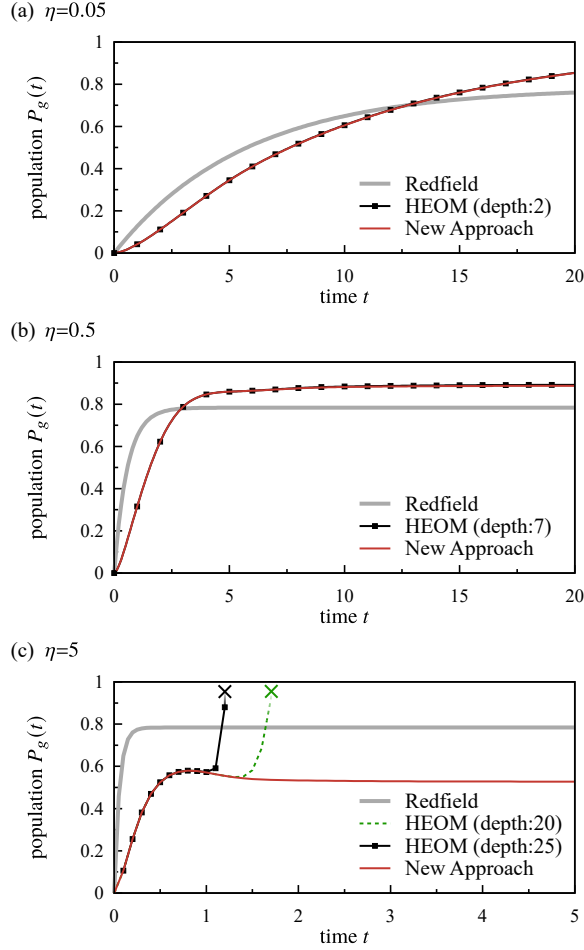 (a) η=0.05
population P_g(t)
1
0.8
0.6
0.4
0.2
0
Redfield
HEOM (depth:2)
New Approach
0 5 10 15 20
time t
(b) η=0.5
population P_g(t)
1
0.8
0.6
0.4
0.2
0
Redfield
HEOM (depth:7)
New Approach
0 5 10 15 20
time t
(c) η=5
population P_g(t)
1
0.8
0.6
0.4
0.2
0
Redfield
HEOM (depth:20)
HEOM (depth:25)
New Approach
0 1 2 3 4 5
time t